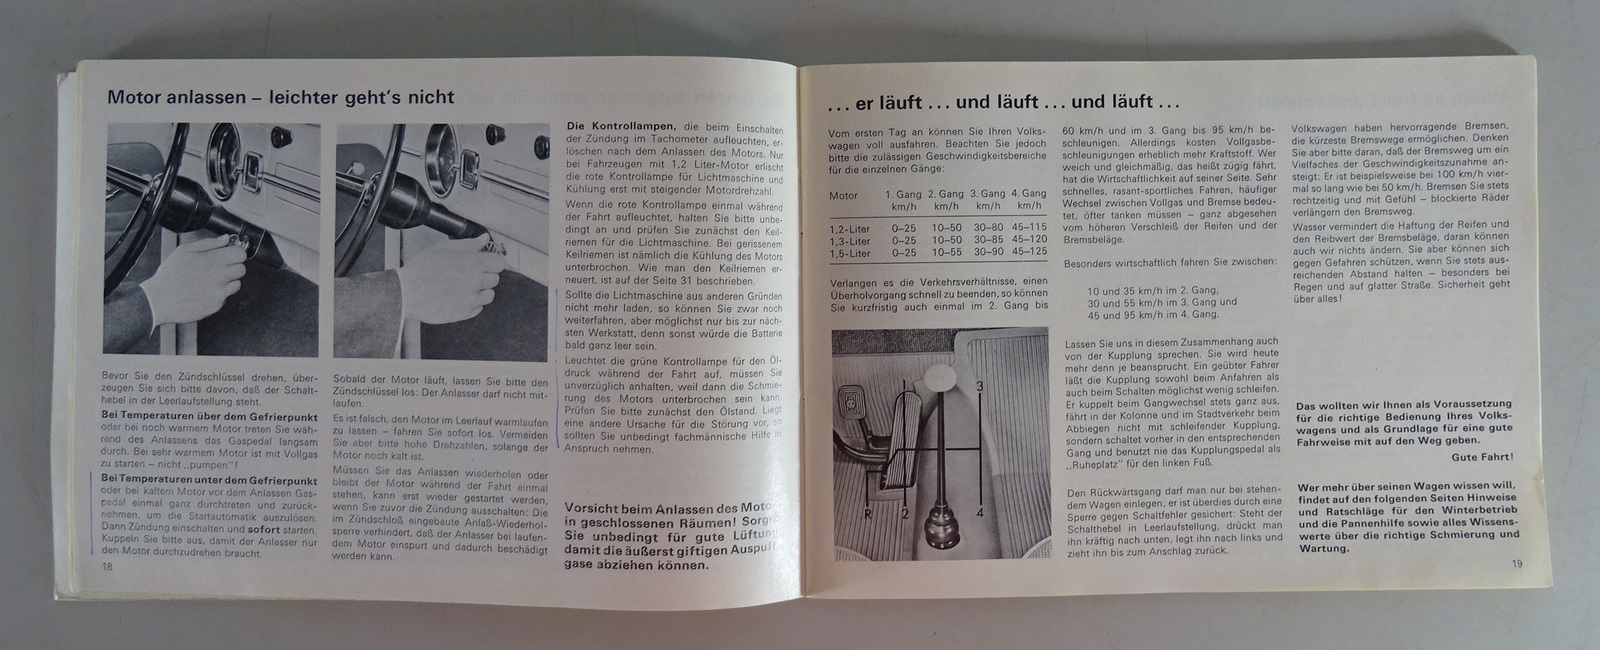 Motor anlassen – leichter geht's nicht
Bevor Sie den Zündschlüssel drehen, über-
zeugen Sie sich bitte davon, daß der Schalt-
hebel in der Leerlaufstellung steht.
Bei Temperaturen über dem Gefrierpunkt
oder bei noch warmem Motor treten Sie wäh-
rend des Anlassens das Gaspedal langsam
durch. Bei sehr warmem Motor ist mit Vollgas
zu starten – nicht „pumpen"!
Bei Temperaturen unter dem Gefrierpunkt
oder bei kaltem Motor vor dem Anlassen Gas-
pedal einmal ganz durchtreten und zurück-
nehmen, um die Startautomatik auszulösen.
Dann Zündung einschalten und sofort starten.
Kuppeln Sie bitte aus, damit der Anlasser nur
den Motor durchzudrehen braucht.
18
Sobald der Motor läuft, lassen Sie bitte den
Zündschlüssel los: Der Anlasser darf nicht mit-
laufen.
Es ist falsch, den Motor im Leerlauf warmlaufen
zu lassen – fahren Sie sofort los. Vermeiden
Sie aber bitte hohe Drehzahlen, solange der
Motor noch kalt ist.
Müssen Sie das Anlassen wiederholen oder
bleibt der Motor während der Fahrt einmal
stehen, kann erst wieder gestartet werden,
wenn Sie zuvor die Zündung ausschalten: Die
im Zündschloß eingebaute Anlaß-Wiederhol-
sperre verhindert, daß der Anlasser bei laufen-
dem Motor einspurt und dadurch beschädigt
werden kann.
Die Kontrollampen, die beim Einschalten
der Zündung im Tachometer aufleuchten, er-
löschen nach dem Anlassen des Motors. Nur
bei Fahrzeugen mit 1,2 Liter-Motor erlischt
die rote Kontrollampe für Lichtmaschine und
Kühlung erst mit steigender Motordrehzahl.
Wenn die rote Kontrollampe einmal während
der Fahrt aufleuchtet, halten Sie bitte unbe-
dingt an und prüfen Sie zunächst den Keil-
riemen für die Lichtmaschine. Bei gerissenem
Keilriemen ist nämlich die Kühlung des Motors
unterbrochen. Wie man den Keilriemen er-
neuert, ist auf der Seite 31 beschrieben.
Sollte die Lichtmaschine aus anderen Gründen
nicht mehr laden, so können Sie zwar noch
weiterfahren, aber möglichst nur bis zur näch-
sten Werkstatt, denn sonst würde die Batterie
bald ganz leer sein.
Leuchtet die grüne Kontrollampe für den Öl-
druck während der Fahrt auf, müssen Sie
unverzüglich anhalten, weil dann die Schmie-
rung des Motors unterbrochen sein kann.
Prüfen Sie bitte zunächst den Ölstand. Liegt
eine andere Ursache für die Störung vor, so
sollten Sie unbedingt fachmännische Hilfe in
Anspruch nehmen.
Vorsicht beim Anlassen des Moto
in geschlossenen Räumen! Sorge
Sie unbedingt für gute Lüftung
damit die äußerst giftigen Auspuff
gase abziehen können.
... er läuft ... und läuft ... und läuft ...
Vom ersten Tag an können Sie Ihren Volks-
wagen voll ausfahren. Beachten Sie jedoch
bitte die zulässigen Geschwindigkeitsbereiche
für die einzelnen Gänge:
Motor 1. Gang 2. Gang 3. Gang 4. Gang
km/h km/h km/h km/h
1,2-Liter 0–25 10–50 30–80 45–115
1,3-Liter 0–25 10–50 30–85 45–120
1,5-Liter 0–25 10–55 30–90 45–125
Verlangen es die Verkehrsverhältnisse, einen
Überholvorgang schnell zu beenden, so können
Sie kurzfristig auch einmal im 2. Gang bis
1 3
R 2 4
60 km/h und im 3. Gang bis 95 km/h be-
schleunigen. Allerdings kosten Vollgasbe-
schleunigungen erheblich mehr Kraftstoff. Wer
weich und gleichmäßig, das heißt zügig fährt,
hat die Wirtschaftlichkeit auf seiner Seite. Sehr
schnelles, rasant-sportliches Fahren, häufiger
Wechsel zwischen Vollgas und Bremse bedeu-
tet, öfter tanken müssen – ganz abgesehen
vom höheren Verschleiß der Reifen und der
Bremsbeläge.
Besonders wirtschaftlich fahren Sie zwischen:
10 und 35 km/h im 2. Gang,
30 und 55 km/h im 3. Gang und
45 und 95 km/h im 4. Gang.
Lassen Sie uns in diesem Zusammenhang auch
von der Kupplung sprechen. Sie wird heute
mehr denn je beansprucht. Ein geübter Fahrer
läßt die Kupplung sowohl beim Anfahren als
auch beim Schalten möglichst wenig schleifen.
Er kuppelt beim Gangwechsel stets ganz aus,
fährt in der Kolonne und im Stadtverkehr beim
Abbiegen nicht mit schleifender Kupplung,
sondern schaltet vorher in den entsprechenden
Gang und benutzt nie das Kupplungspedal als
„Ruheplatz" für den linken Fuß.
Den Rückwärtsgang darf man nur bei stehen-
dem Wagen einlegen; er ist überdies durch eine
Sperre gegen Schaltfehler gesichert: Steht der
Schalthebel in Leerlaufstellung, drückt man
ihn kräftig nach unten, legt ihn nach links und
zieht ihn bis zum Anschlag zurück.
Volkswagen haben hervorragende Bremsen,
die kürzeste Bremswege ermöglichen. Denken
Sie aber bitte daran, daß der Bremsweg um ein
Vielfaches der Geschwindigkeitszunahme an-
steigt: Er ist beispielsweise bei 100 km/h vier-
mal so lang wie bei 50 km/h. Bremsen Sie stets
rechtzeitig und mit Gefühl – blockierte Räder
verlängern den Bremsweg.
Wasser vermindert die Haftung der Reifen und
den Reibwert der Bremsbeläge, daran können
auch wir nichts ändern. Sie aber können sich
gegen Gefahren schützen, wenn Sie stets aus-
reichenden Abstand halten – besonders bei
Regen und auf glatter Straße. Sicherheit geht
über alles!
Das wollten wir Ihnen als Voraussetzung
für die richtige Bedienung Ihres Volks-
wagens und als Grundlage für eine gute
Fahrweise mit auf den Weg geben.
Gute Fahrt!
Wer mehr über seinen Wagen wissen will,
findet auf den folgenden Seiten Hinweise
und Ratschläge für den Winterbetrieb
und die Pannenhilfe sowie alles Wissens-
werte über die richtige Schmierung und
Wartung.
19